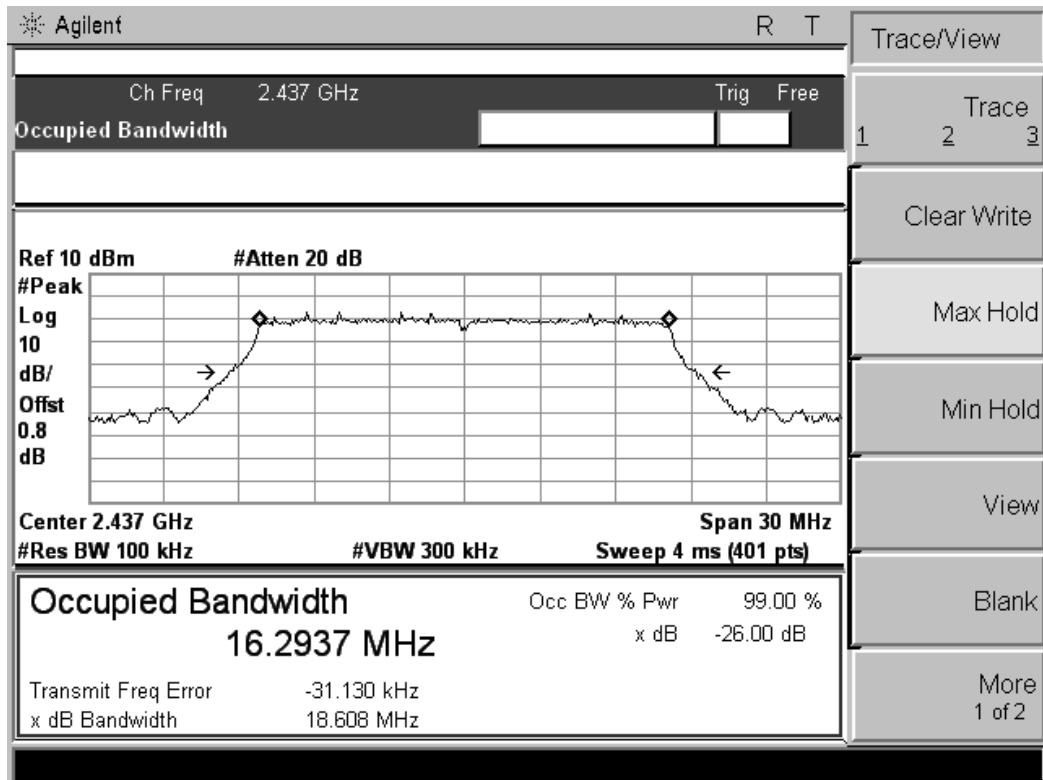 Agilent R T
Trace/View
Ch Freq 2.437 GHz Trig Free
Occupied Bandwidth
Trace
1 2 3
Clear Write
Max Hold
Min Hold
View
Blank
More
1 of 2
Ref 10 dBm #Atten 20 dB
#Peak
Log
10
dB/
Offst
0.8
dB
Center 2.437 GHz Span 30 MHz
#Res BW 100 kHz #VBW 300 kHz Sweep 4 ms (401 pts)
Occupied Bandwidth
16.2937 MHz
Occ BW % Pwr 99.00 %
x dB -26.00 dB
Transmit Freq Error -31.130 kHz
x dB Bandwidth 18.608 MHz